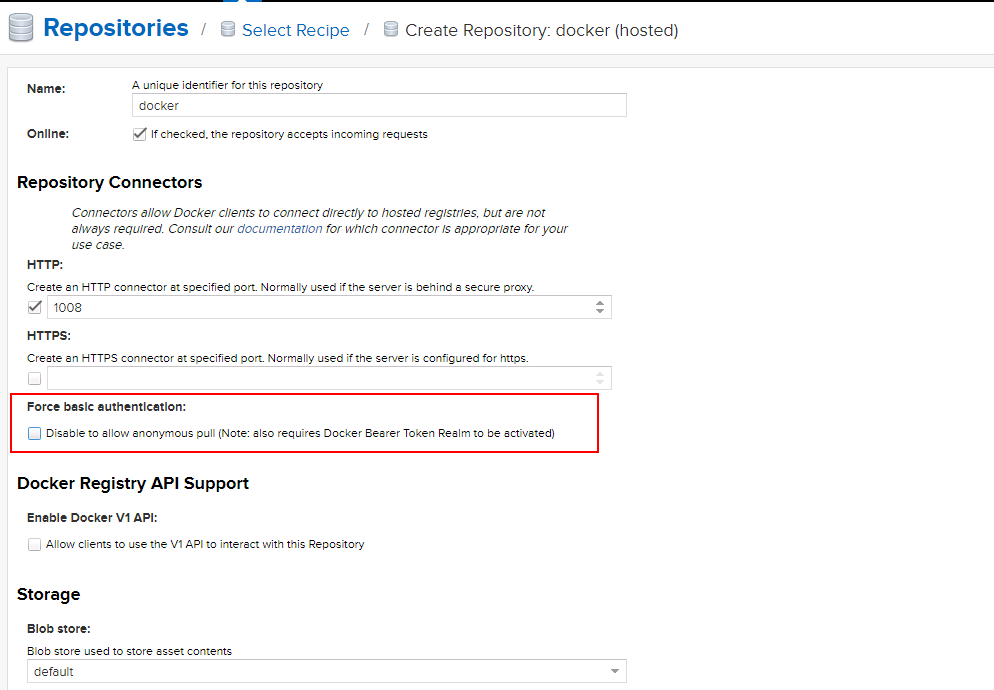 Repositories / Select Recipe / Create Repository: docker (hosted)
Name:
A unique identifier for this repository
docker
Online:
If checked, the repository accepts incoming requests
Repository Connectors
Connectors allow Docker clients to connect directly to hosted registries, but are not
always required. Consult our documentation for which connector is appropriate for your
use case.
HTTP:
Create an HTTP connector at specified port. Normally used if the server is behind a secure proxy.
1008
HTTPS:
Create an HTTPS connector at specified port. Normally used if the server is configured for https.
Force basic authentication:
Disable to allow anonymous pull (Note: also requires Docker Bearer Token Realm to be activated)
Docker Registry API Support
Enable Docker V1 API:
Allow clients to use the V1 API to interact with this Repository
Storage
Blob store:
Blob store used to store asset contents
default